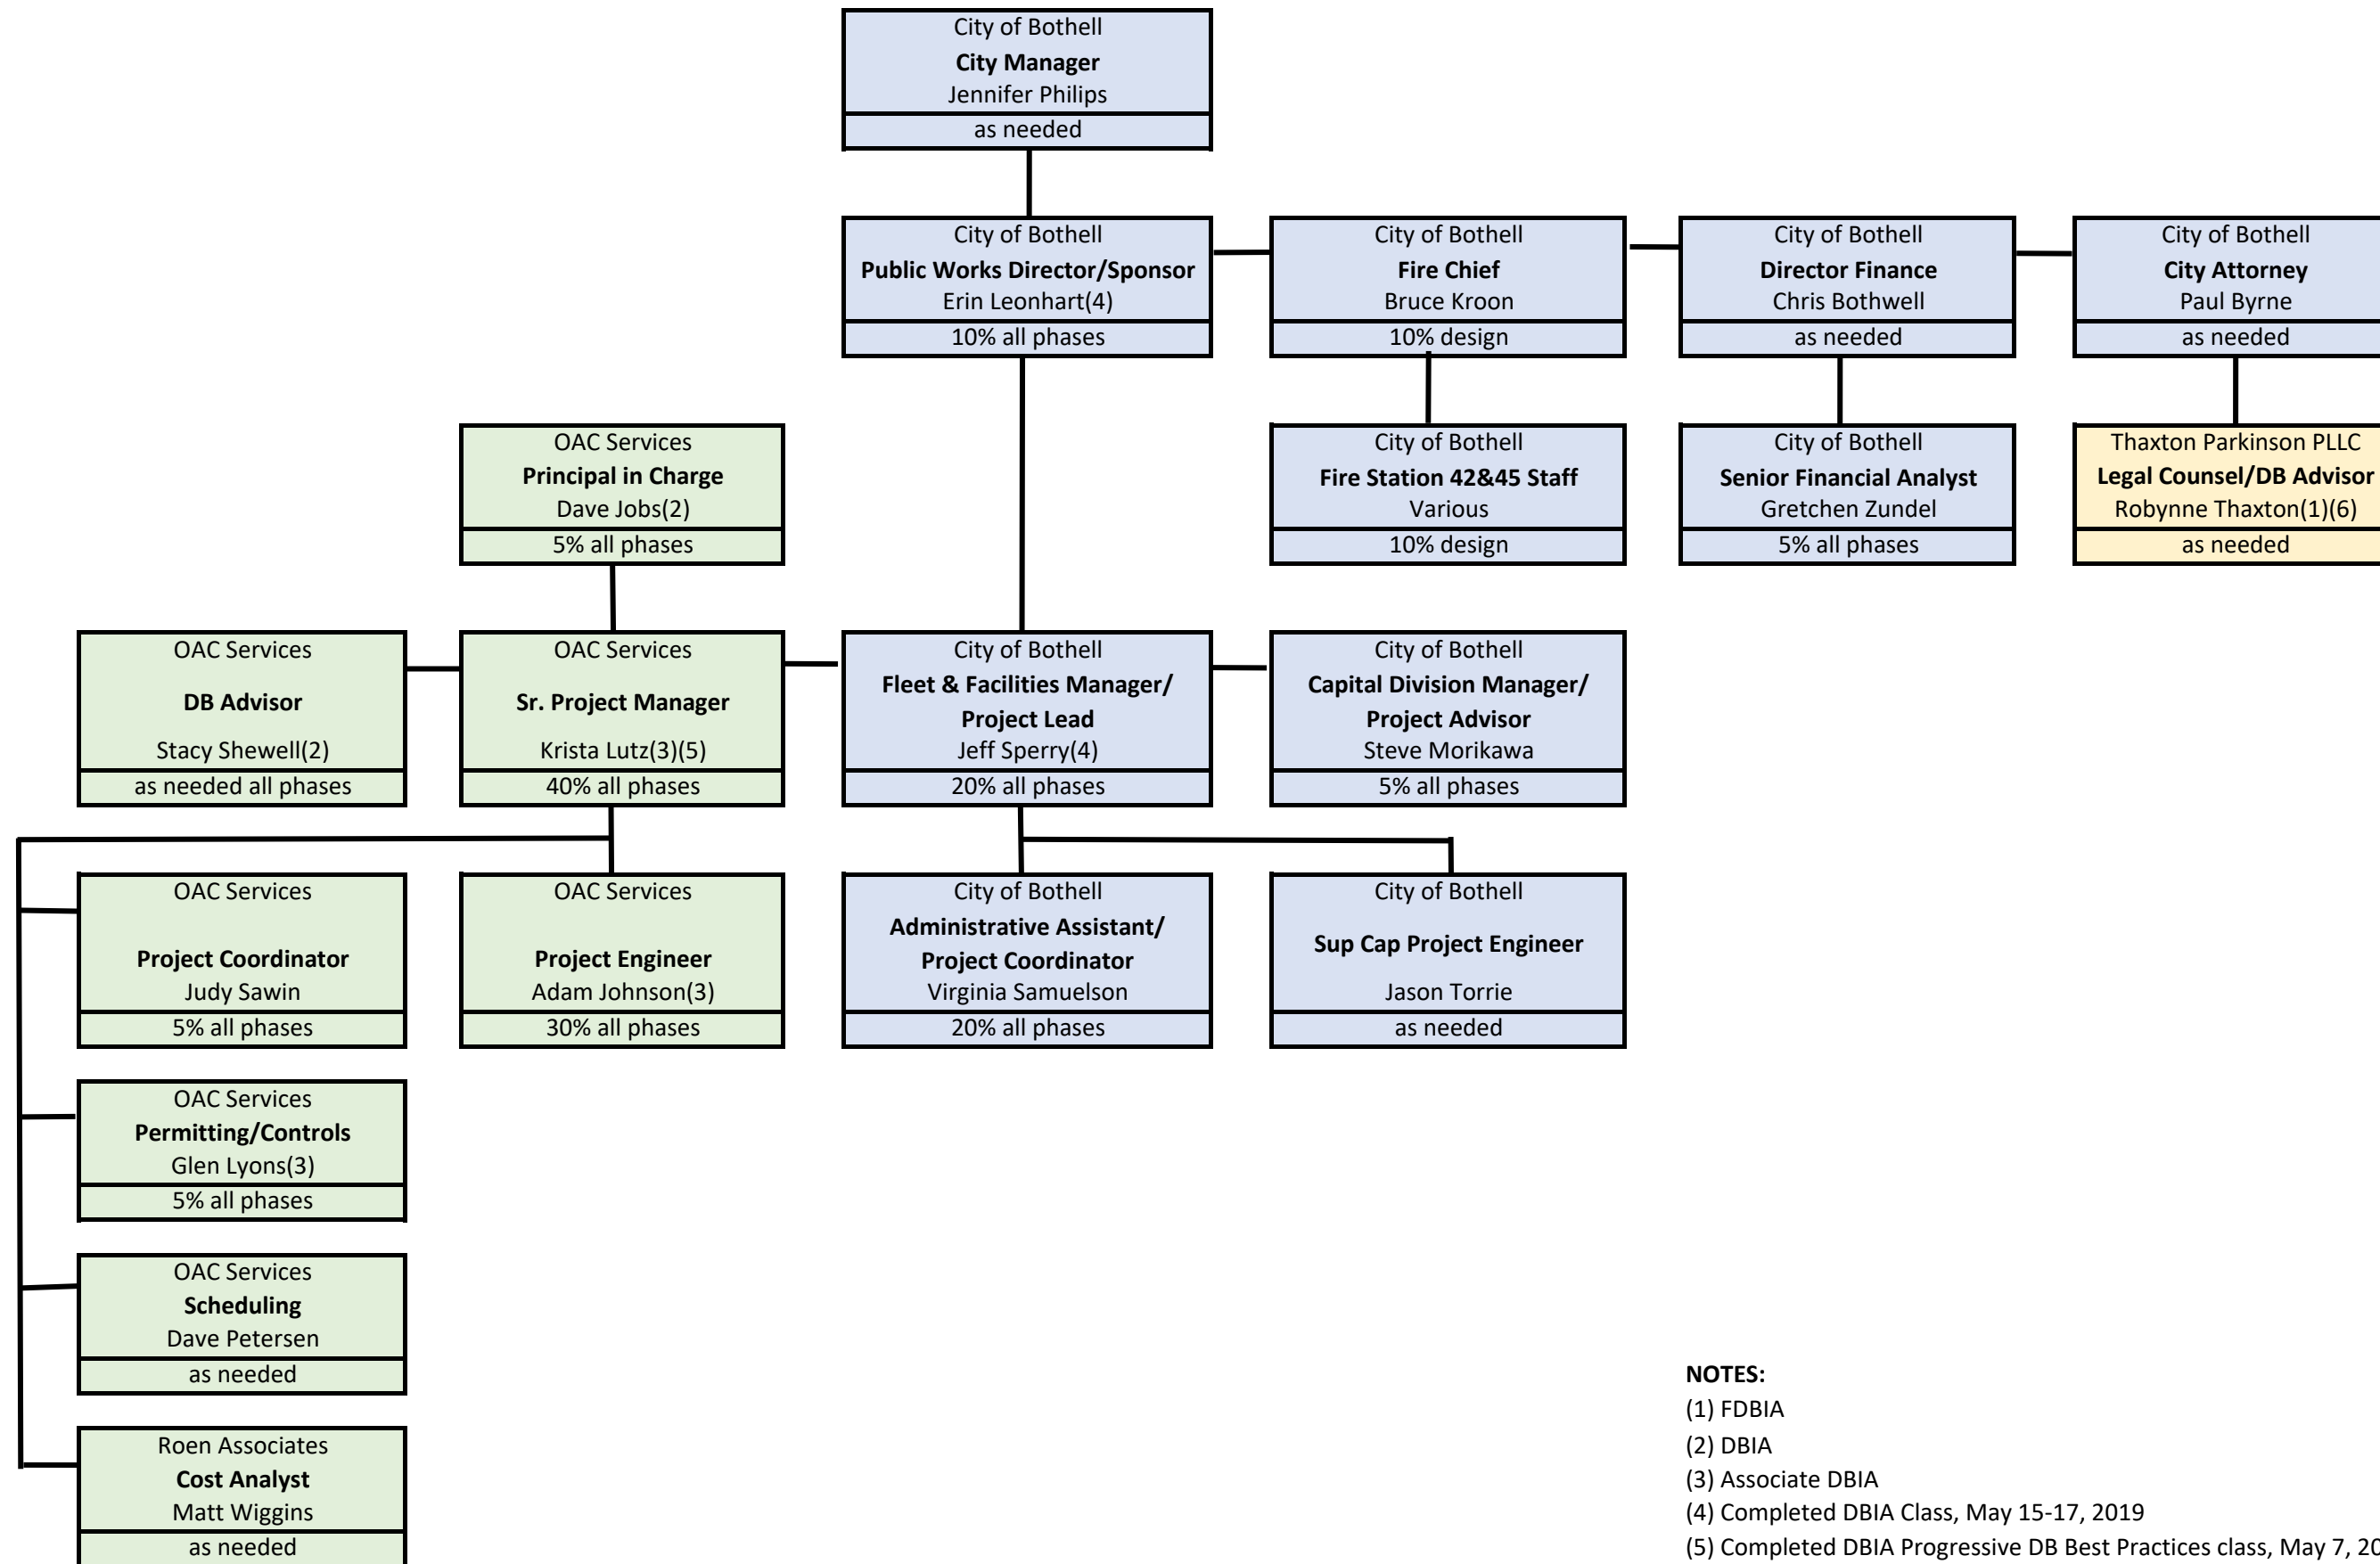 City of Bothell
City Manager
Jennifer Philips
as needed
City of Bothell
Public Works Director/Sponsor
Erin Leonhart(4)
10% all phases
City of Bothell
Fire Chief
Bruce Kroon
10% design
City of Bothell
Director Finance
Chris Bothwell
as needed
City of Bothell
City Attorney
Paul Byrne
as needed
OAC Services
Principal in Charge
Dave Jobs(2)
5% all phases
City of Bothell
Fire Station 42&45 Staff
Various
10% design
City of Bothell
Senior Financial Analyst
Gretchen Zundel
5% all phases
Thaxton Parkinson PLLC
Legal Counsel/DB Advisor
Robynne Thaxton(1)(6)
as needed
OAC Services
DB Advisor
Stacy Shewell(2)
as needed all phases
OAC Services
Sr. Project Manager
Krista Lutz(3)(5)
40% all phases
City of Bothell
Fleet & Facilities Manager/
Project Lead
Jeff Sperry(4)
20% all phases
City of Bothell
Capital Division Manager/
Project Advisor
Steve Morikawa
5% all phases
OAC Services
Project Coordinator
Judy Sawin
5% all phases
OAC Services
Project Engineer
Adam Johnson(3)
30% all phases
City of Bothell
Administrative Assistant/
Project Coordinator
Virginia Samuelson
20% all phases
City of Bothell
Sup Cap Project Engineer
Jason Torrie
as needed
OAC Services
Permitting/Controls
Glen Lyons(3)
5% all phases
OAC Services
Scheduling
Dave Petersen
as needed
Roen Associates
Cost Analyst
Matt Wiggins
as needed
NOTES:
(1) FDBIA
(2) DBIA
(3) Associate DBIA
(4) Completed DBIA Class, May 15-17, 2019
(5) Completed DBIA Progressive DB Best Practices class, May 7,